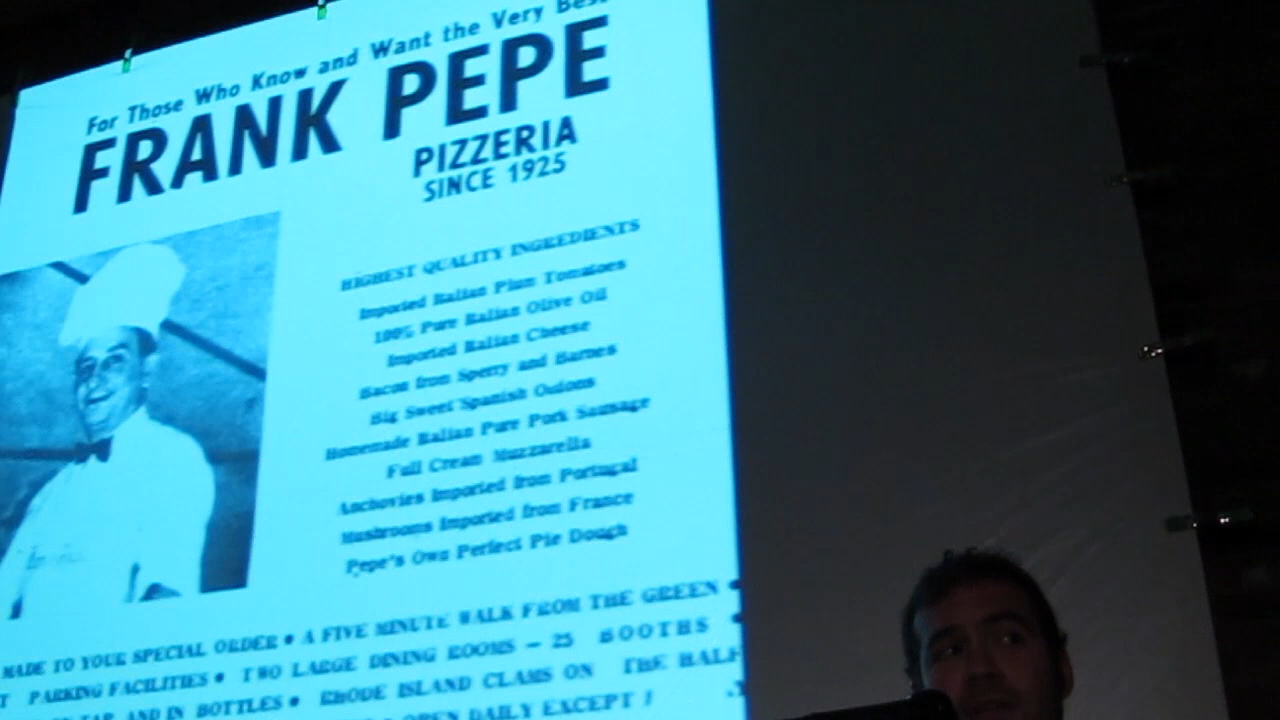 For Those Who Know and Want the Very Best
FRANK PEPE
PIZZERIA
SINCE 1925
HIGHEST QUALITY INGREDIENTS
Imported Italian Plum Tomatoes
100% Pure Italian Olive Oil
Imported Italian Cheese
Bacon from Sperry and Barnes
Big Sweet Spanish Onions
Homemade Italian Pure Pork Sausage
Full Cream Muzzarella
Anchovies Imported from Portugal
Mushrooms Imported from France
Pepe's Own Perfect Pie Dough
MADE TO YOUR SPECIAL ORDER • A FIVE MINUTE WALK FROM THE GREEN •
PARKING FACILITIES • TWO LARGE DINING ROOMS — 25 BOOTHS •
TAP AND IN BOTTLES • RHODE ISLAND CLAMS ON THE HALF
• OPEN DAILY EXCEPT